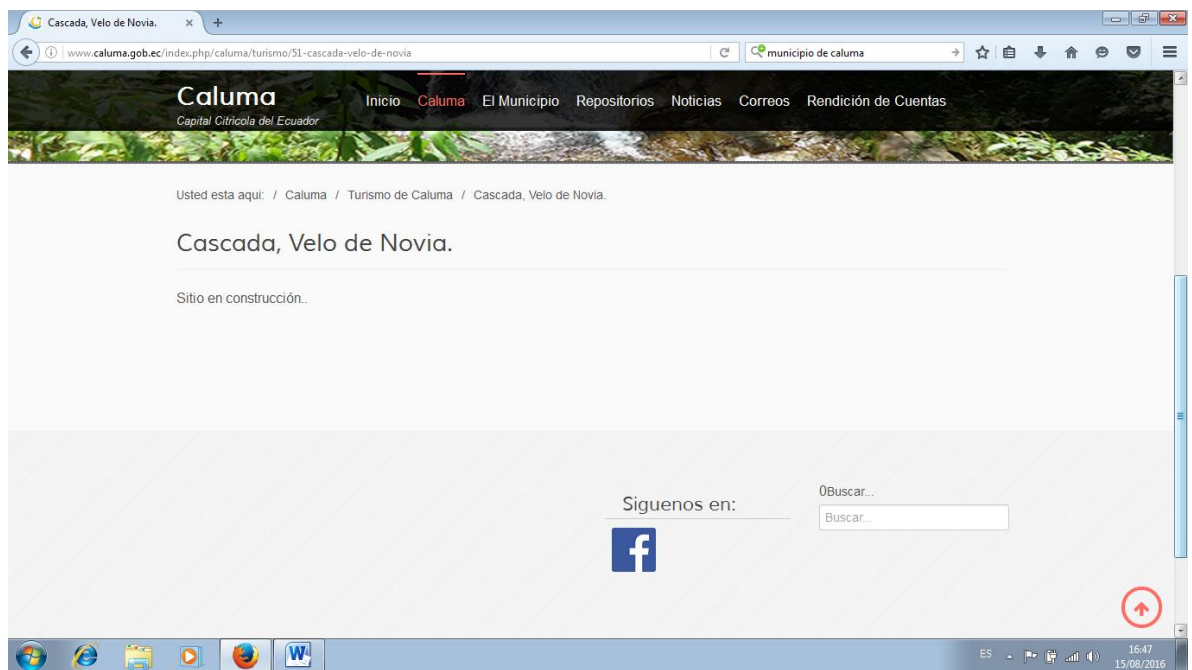 Cascada, Velo de Novia.
www.caluma.gob.ec/index.php/caluma/turismo/51-cascada-velo-de-novia
municipio de caluma
Caluma
Capital Citricola del Ecuador
Inicio Caluma El Municipio Repositorios Noticias Correos Rendición de Cuentas
Usted esta aqui: / Caluma / Turismo de Caluma / Cascada, Velo de Novia.
Cascada, Velo de Novia.
Sitio en construcción..
Siguenos en:
0Buscar...
Buscar...
ES
16:47
15/08/2016